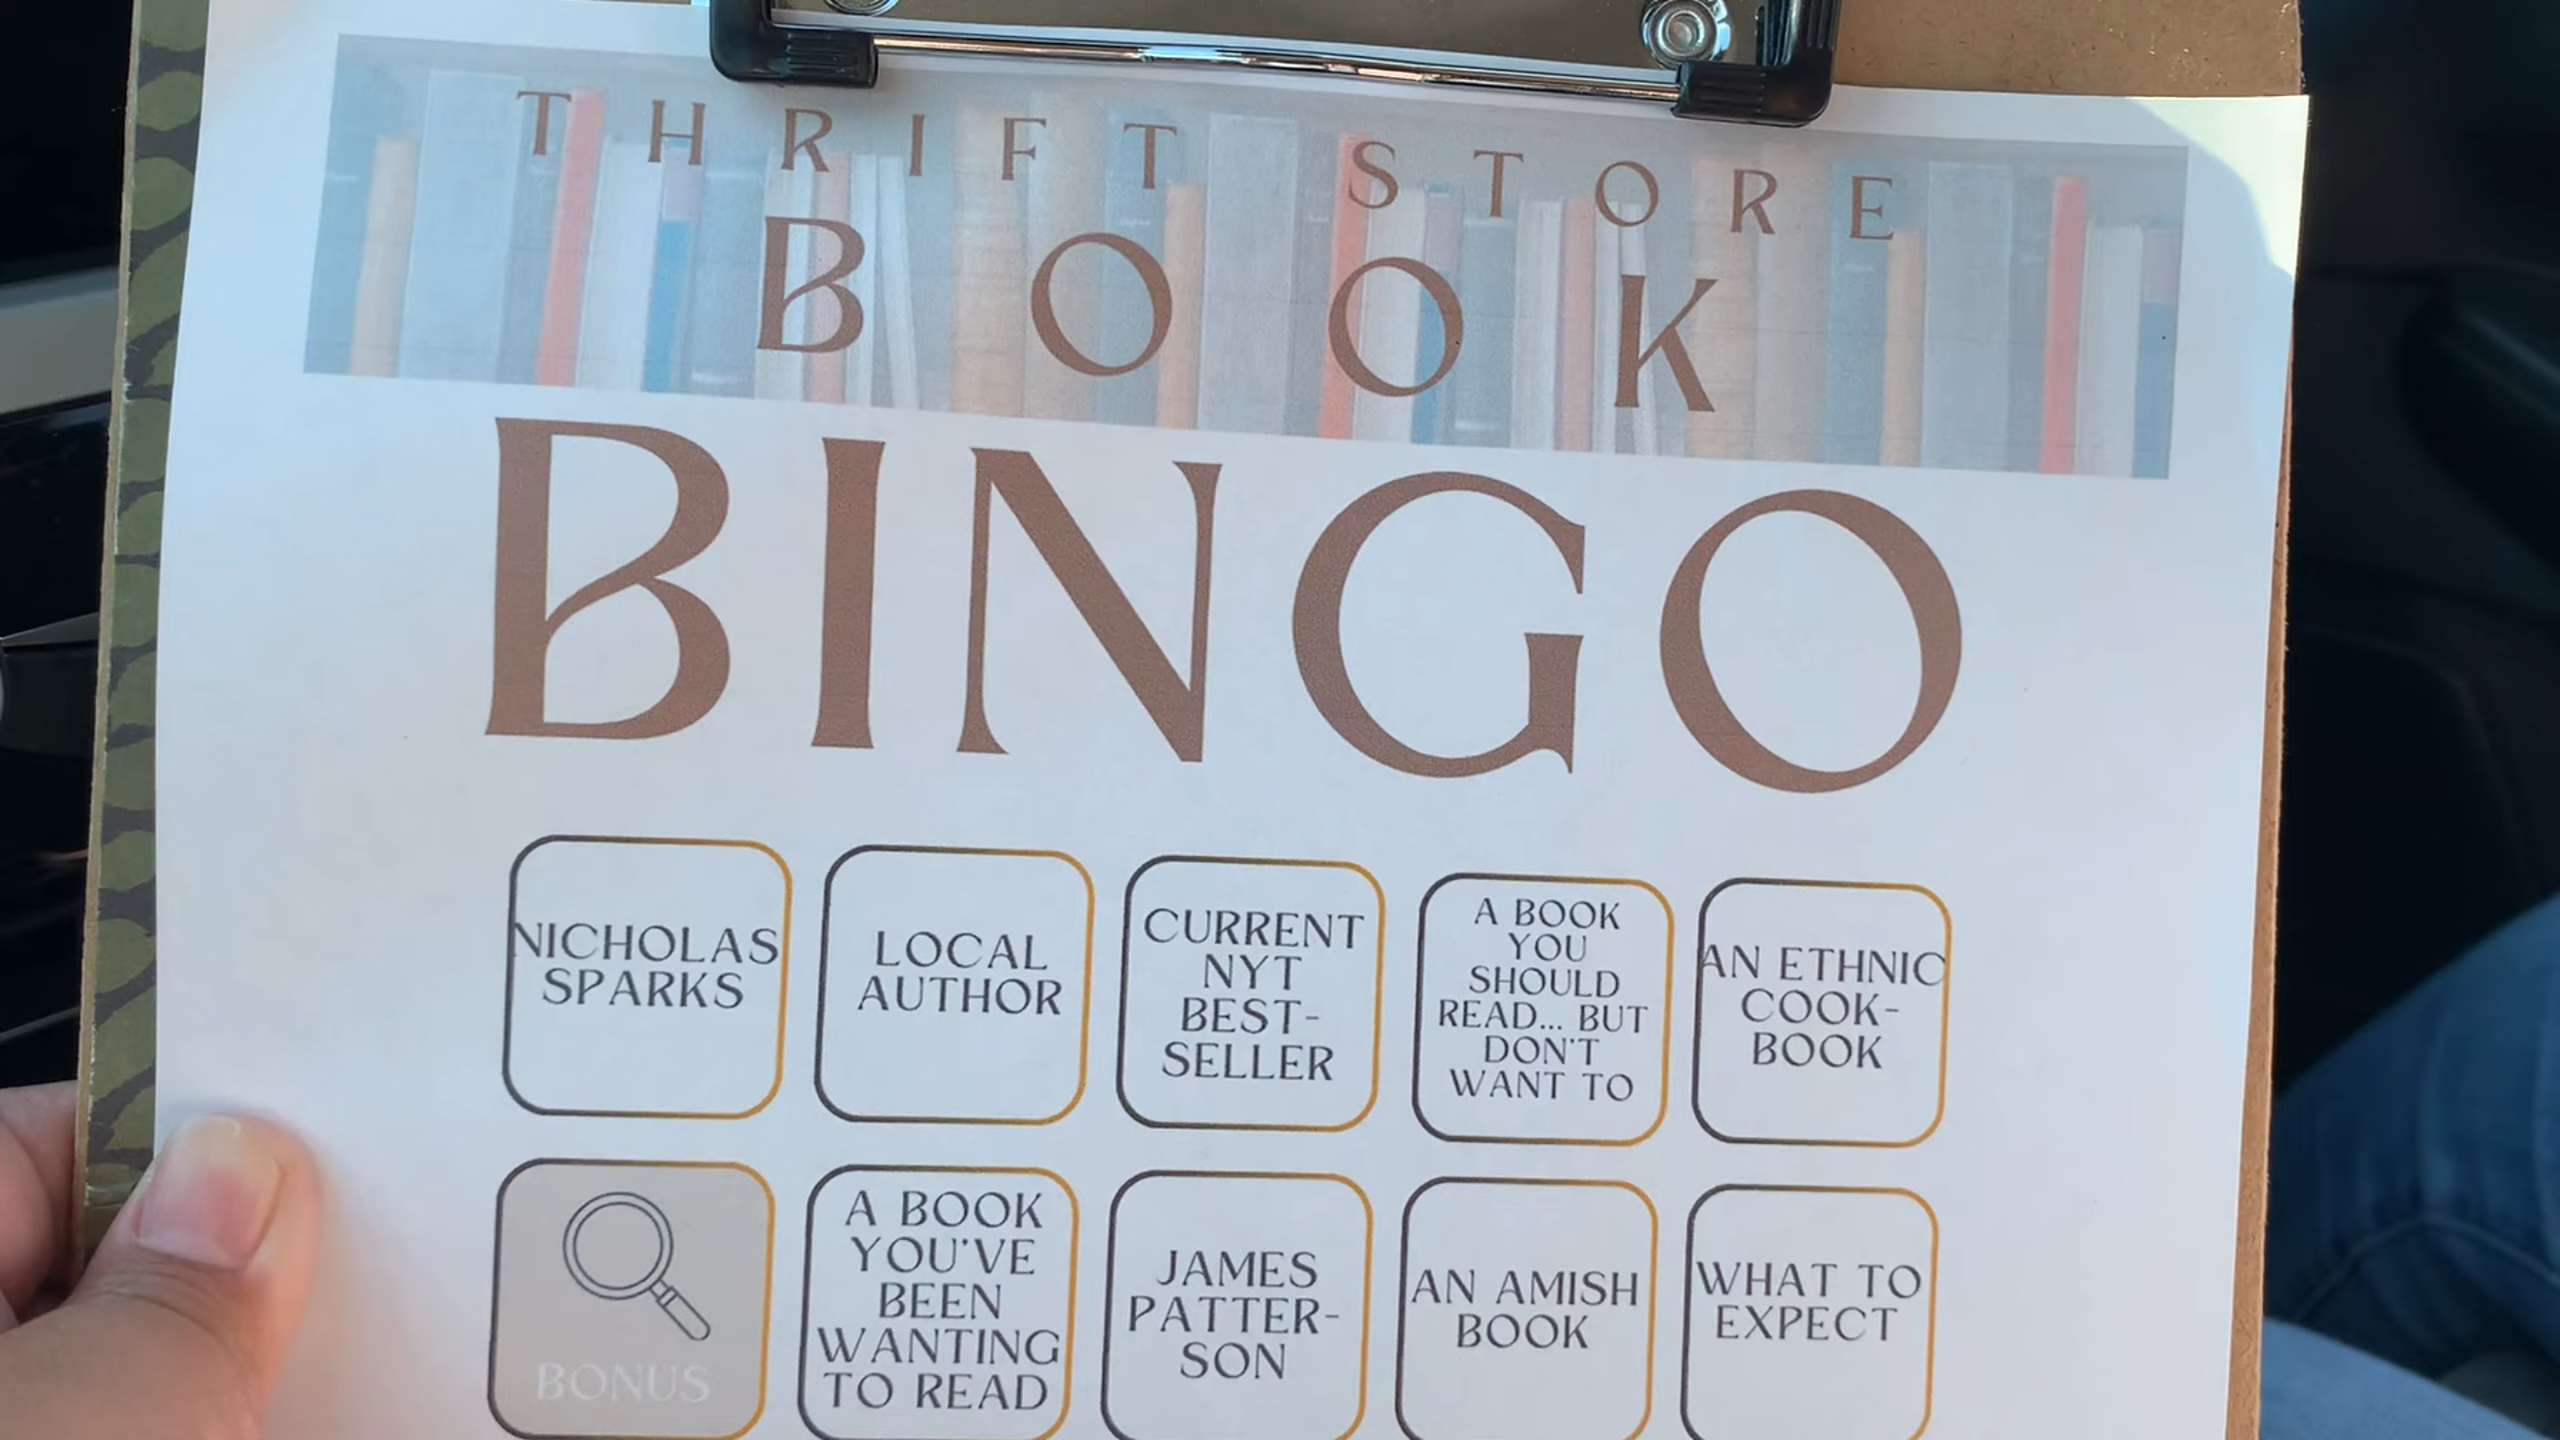 THRIFT STORE
BOOK
BINGO
NICHOLAS
SPARKS
LOCAL
AUTHOR
CURRENT
NYT
BEST-
SELLER
A BOOK
YOU
SHOULD
READ... BUT
DON'T
WANT TO
AN ETHNIC
COOK-
BOOK
BONUS
A BOOK
YOU'VE
BEEN
WANTING
TO READ
JAMES
PATTER-
SON
AN AMISH
BOOK
WHAT TO
EXPECT